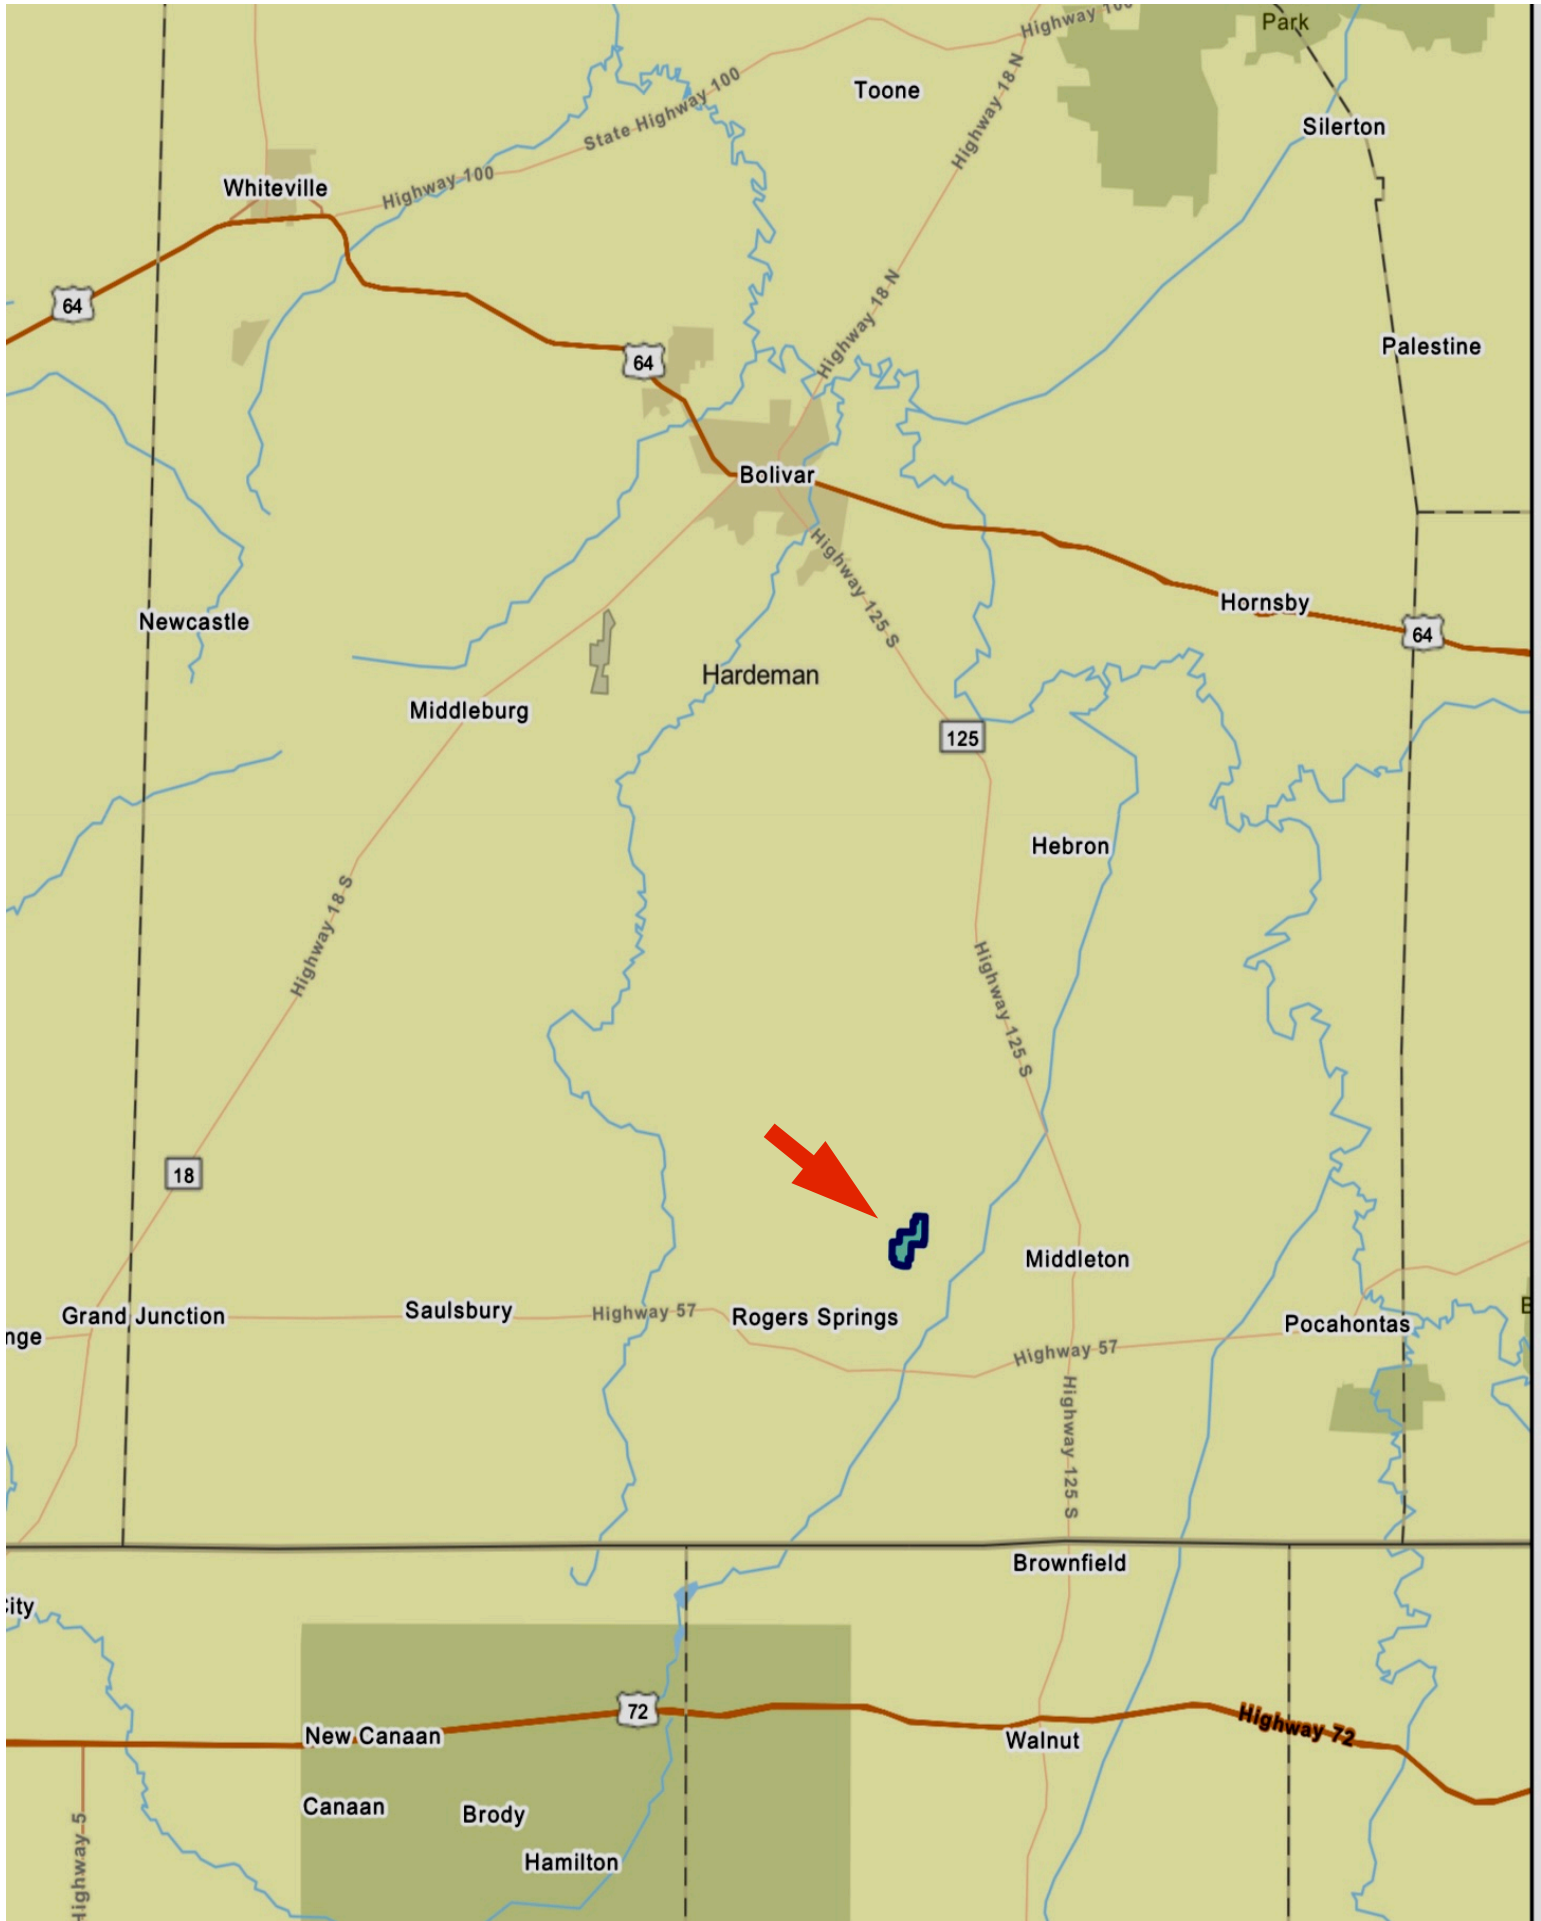 Park
Highway 100
Toone
State Highway 100
Highway 18 N
Silerton
Whiteville
Highway 100
64
Highway 18 N
Palestine
64
Bolivar
Highway 125 S
Hornsby
64
Newcastle
Hardeman
Middleburg
125
Hebron
Highway 18 S
Highway 125 S
18
Middleton
Grand Junction
Saulsbury
Highway 57
Rogers Springs
Pocahontas
nge
Highway 57
Highway 125 S
Brownfield
City
72
New Canaan
Walnut
Highway 72
Canaan
Brody
Hamilton
Highway 5